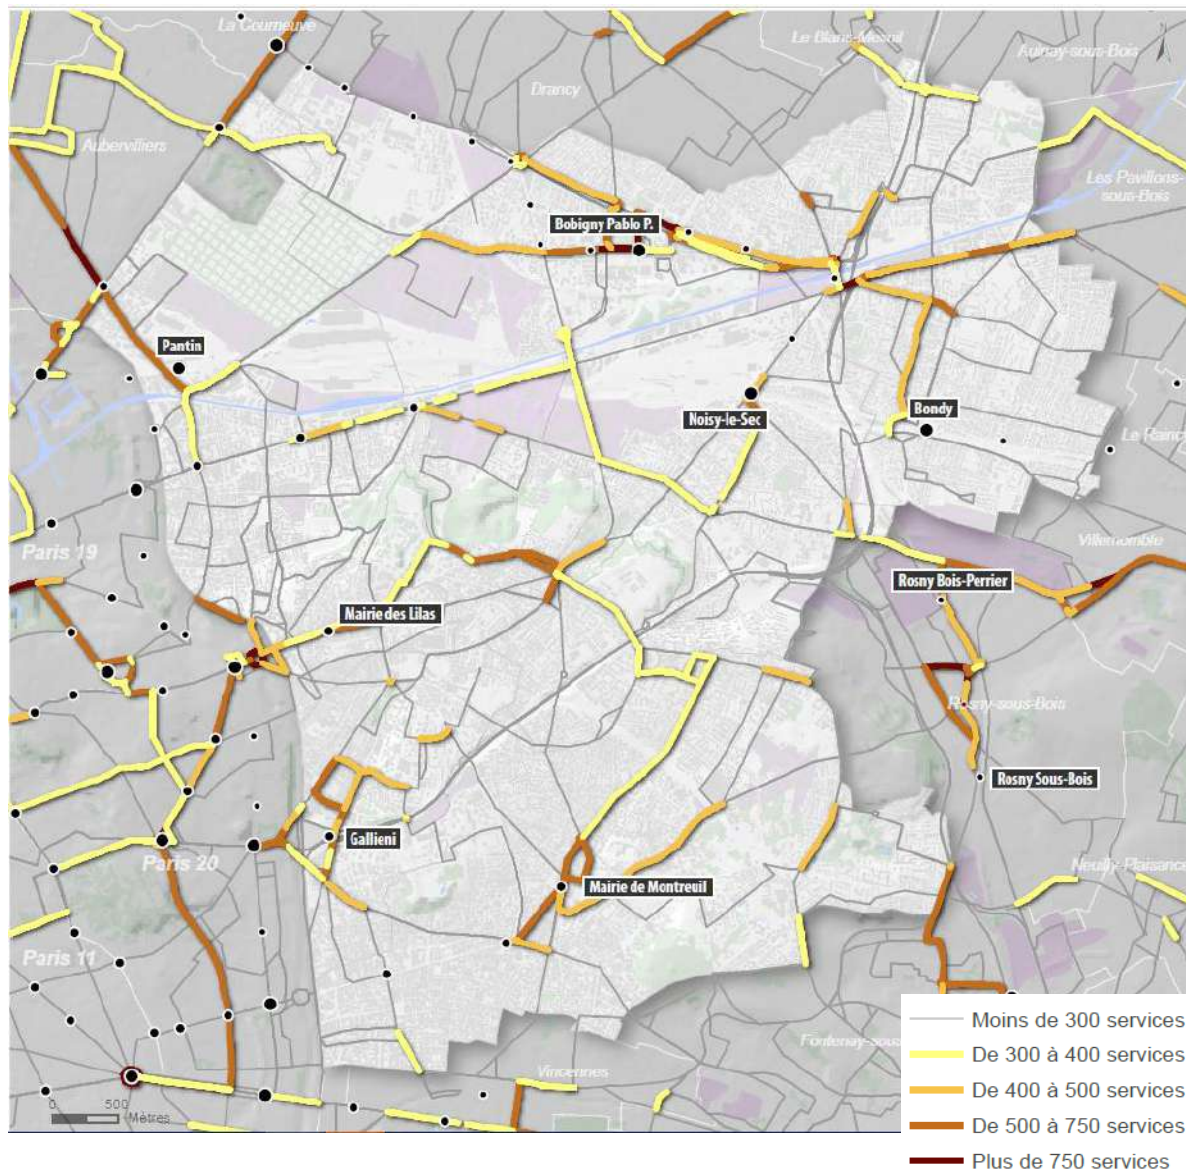 La Courneuve
Le Blanc-Mesnil
Aulnay-sous-Bois
Drancy
Aubervilliers
Les Pavillons-
sous-Bois
Bobigny Pablo P.
Pantin
Noisy-le-Sec
Bondy
Le Raincy
Paris 19
Villemomble
Rosny Bois-Perrier
Mairie des Lilas
Rosny-sous-Bois
Rosny Sous-Bois
Gallieni
Paris 20
Neuilly-Plaisance
Mairie de Montreuil
Paris 11
Moins de 300 services
Fontenay-sous
De 300 à 400 services
Vincennes
De 400 à 500 services
0 500
Mètres
De 500 à 750 services
Plus de 750 services